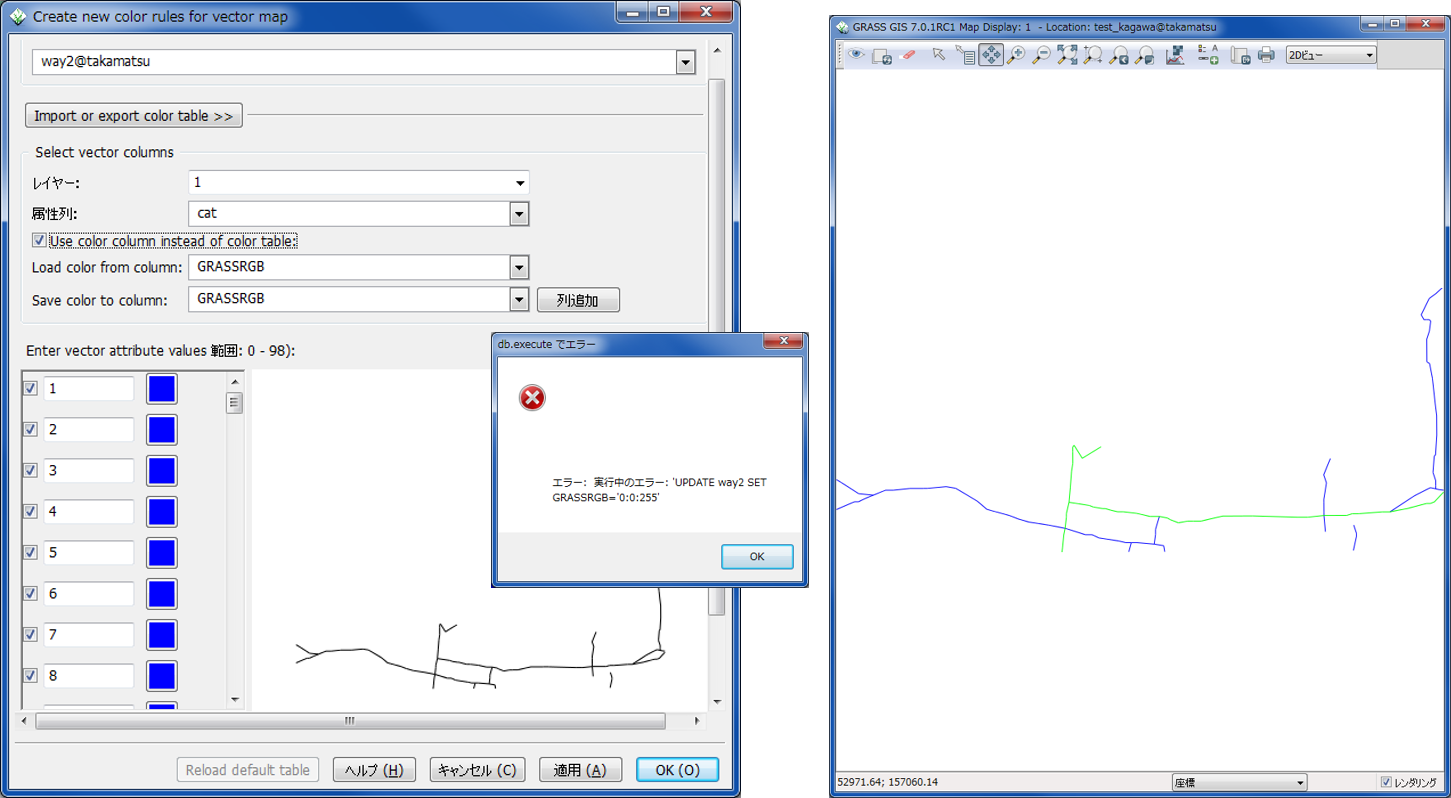 Create new color rules for vector map
way2@takamatsu
Import or export color table >>
Select vector columns
レイヤー:
1
属性列:
cat
Use color column instead of color table:
Load color from column:
GRASSRGB
Save color to column:
GRASSRGB
列追加
Enter vector attribute values 範囲: 0 - 98):
1
2
3
4
5
6
7
8
Reload default table
ヘルプ (H)
キャンセル (C)
適用 (A)
OK (O)
db.execute でエラー
エラー: 実行中のエラー: 'UPDATE way2 SET
GRASSRGB='0:0:255'
OK
GRASS GIS 7.0.1RC1 Map Display: 1 - Location: test_kagawa@takamatsu
2Dビュー
52971.64; 157060.14
座標
レンダリング